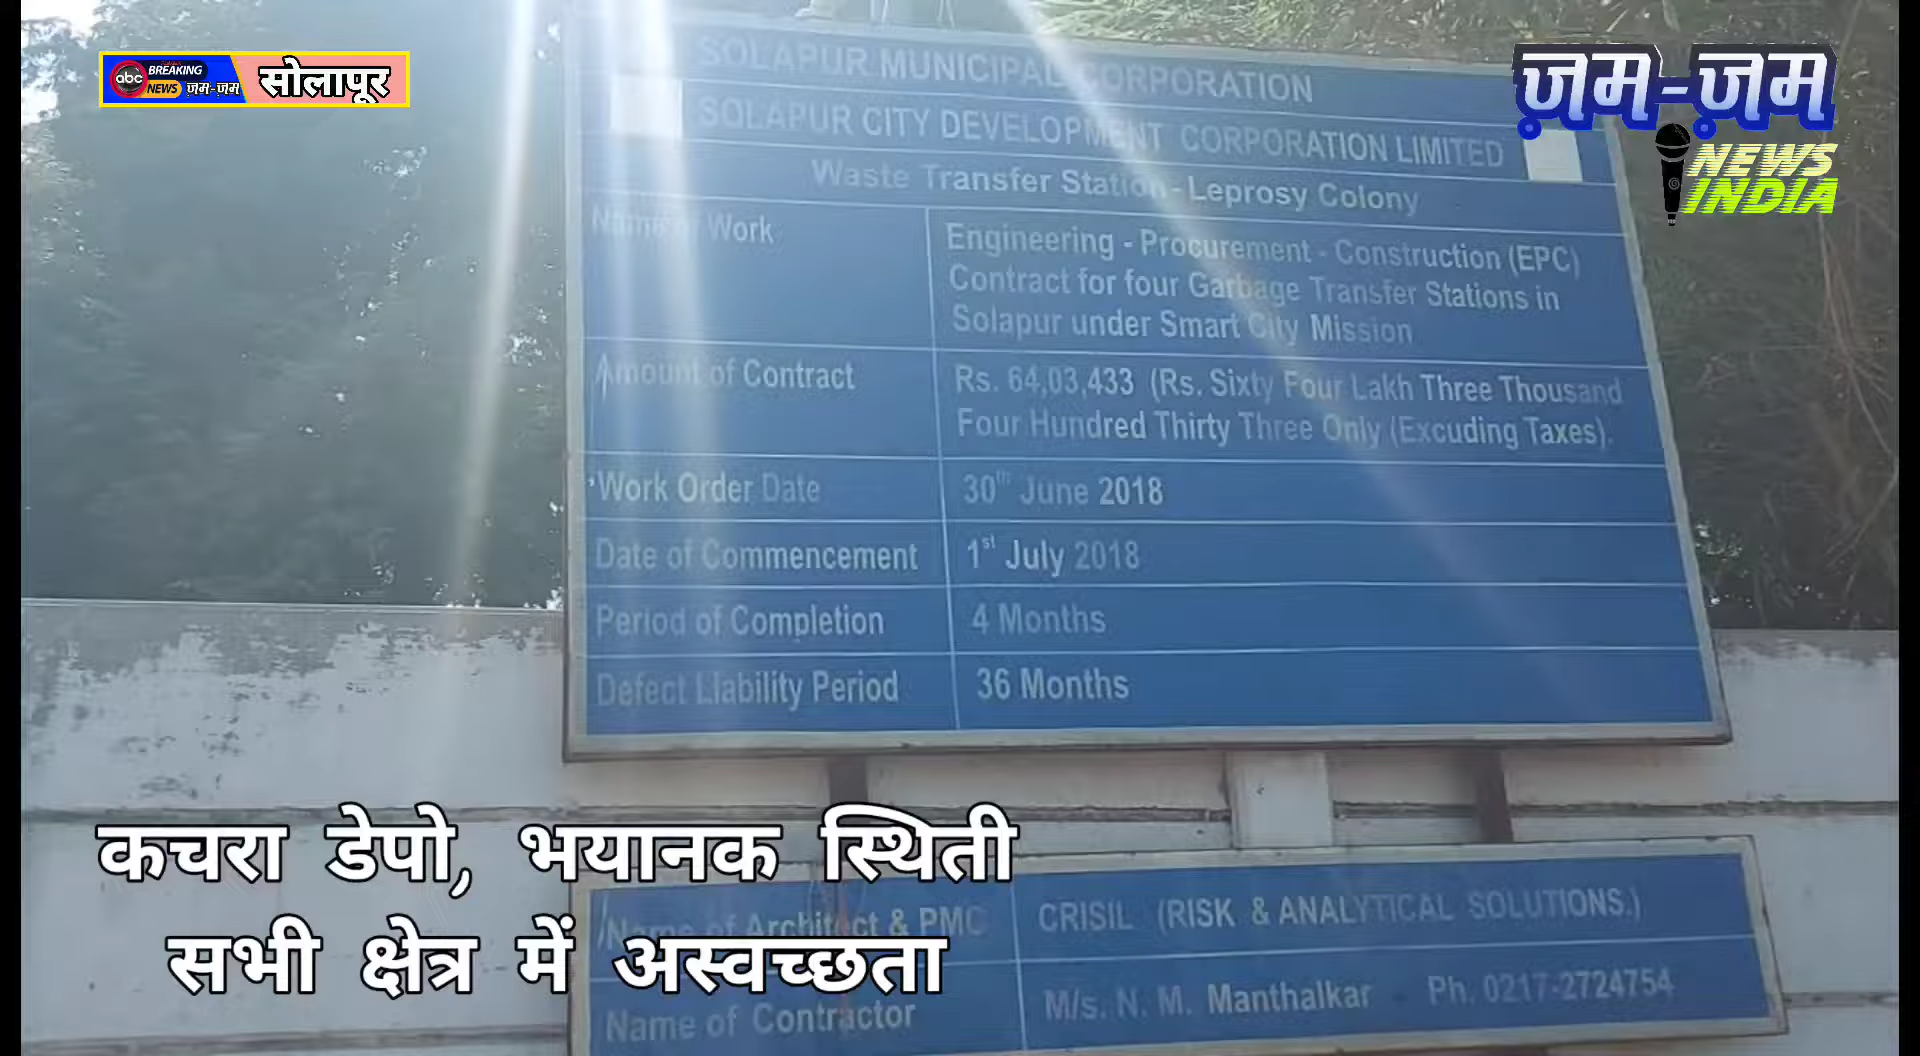 abc BREAKING NEWS ज़म-ज़म सोलापूर
ज़म-ज़म
NEWS
INDIA
SOLAPUR MUNICIPAL CORPORATION
SOLAPUR CITY DEVELOPMENT CORPORATION LIMITED
Waste Transfer Station - Leprosy Colony
Name of Work
Engineering - Procurement - Construction (EPC)
Contract for four Garbage Transfer Stations in
Solapur under Smart City Mission
Amount of Contract
Rs. 64,03,433 (Rs. Sixty Four Lakh Three Thousand
Four Hundred Thirty Three Only (Excuding Taxes).
Work Order Date 30th June 2018
Date of Commencement 1st July 2018
Period of Completion 4 Months
Defect Liability Period 36 Months
कचरा डेपो, भयानक स्थिती
सभी क्षेत्र में अस्वच्छता
Name of Architect & PMC CRISIL (RISK & ANALYTICAL SOLUTIONS.)
Name of Contractor M/s. N. M. Manthalkar Ph. 0217-2724754